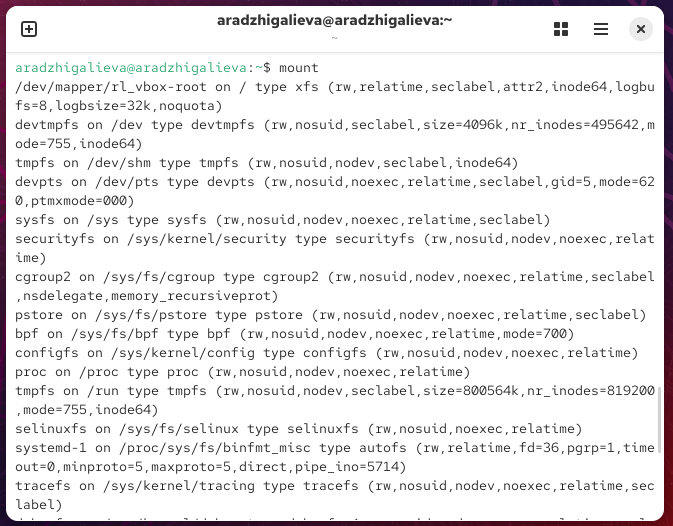 aradzhigalieva@aradzhigalieva:~
~
aradzhigalieva@aradzhigalieva:~$ mount
/dev/mapper/rl_vbox-root on / type xfs (rw,relatime,seclabel,attr2,inode64,logbu
fs=8,logbsize=32k,noquota)
devtmpfs on /dev type devtmpfs (rw,nosuid,seclabel,size=4096k,nr_inodes=495642,m
ode=755,inode64)
tmpfs on /dev/shm type tmpfs (rw,nosuid,nodev,seclabel,inode64)
devpts on /dev/pts type devpts (rw,nosuid,noexec,relatime,seclabel,gid=5,mode=62
0,ptmxmode=000)
sysfs on /sys type sysfs (rw,nosuid,nodev,noexec,relatime,seclabel)
securityfs on /sys/kernel/security type securityfs (rw,nosuid,nodev,noexec,relat
ime)
cgroup2 on /sys/fs/cgroup type cgroup2 (rw,nosuid,nodev,noexec,relatime,seclabel
,nsdelegate,memory_recursiveprot)
pstore on /sys/fs/pstore type pstore (rw,nosuid,nodev,noexec,relatime,seclabel)
bpf on /sys/fs/bpf type bpf (rw,nosuid,nodev,noexec,relatime,mode=700)
configfs on /sys/kernel/config type configfs (rw,nosuid,nodev,noexec,relatime)
proc on /proc type proc (rw,nosuid,nodev,noexec,relatime)
tmpfs on /run type tmpfs (rw,nosuid,nodev,seclabel,size=800564k,nr_inodes=819200
,mode=755,inode64)
selinuxfs on /sys/fs/selinux type selinuxfs (rw,nosuid,noexec,relatime)
systemd-1 on /proc/sys/fs/binfmt_misc type autofs (rw,relatime,fd=36,pgrp=1,time
out=0,minproto=5,maxproto=5,direct,pipe_ino=5714)
tracefs on /sys/kernel/tracing type tracefs (rw,nosuid,nodev,noexec,relatime,sec
label)